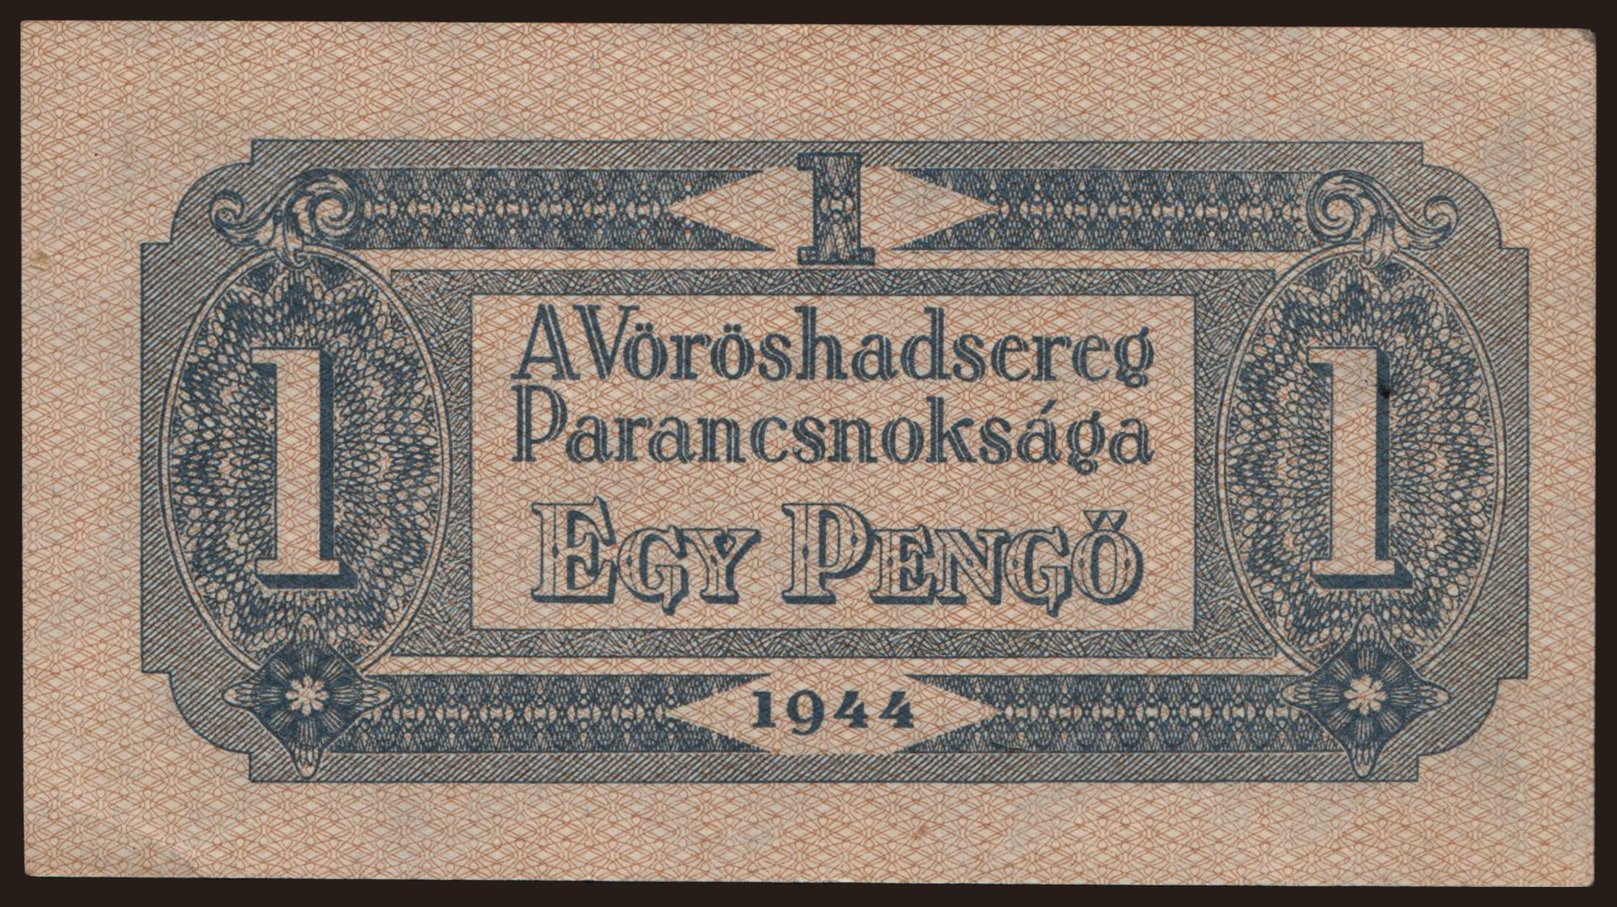 1
A Vöröshadsereg
Parancsnoksága
1 1
EGY PENGŐ
1944